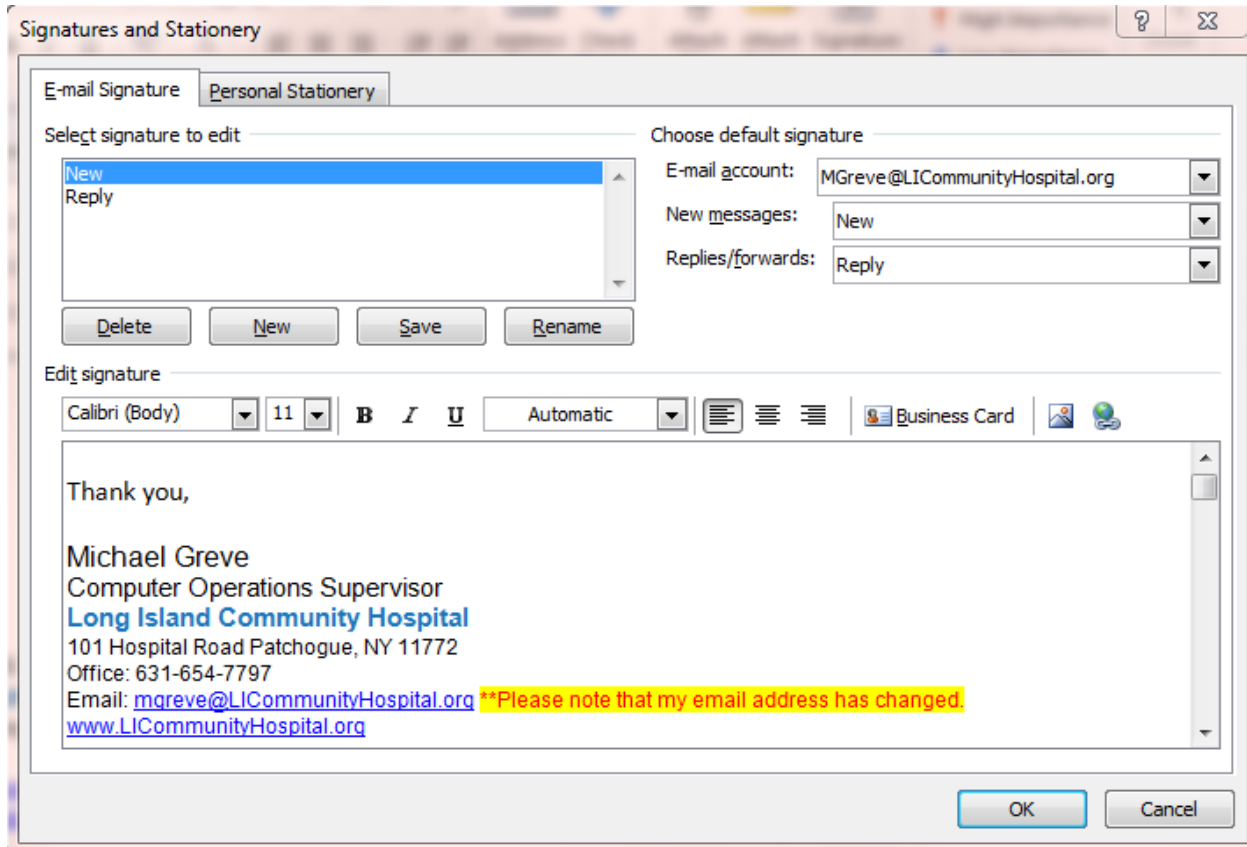 Signatures and Stationery
E-mail Signature
Personal Stationery
Select signature to edit
New
Reply
Delete
New
Save
Rename
Choose default signature
E-mail account:
MGreve@LICommunityHospital.org
New messages:
New
Replies/forwards:
Reply
Edit signature
Calibri (Body)
11
B
I
U
Automatic
Business Card
Thank you,
Michael Greve
Computer Operations Supervisor
Long Island Community Hospital
101 Hospital Road Patchogue, NY 11772
Office: 631-654-7797
Email: mgreve@LICommunityHospital.org **Please note that my email address has changed.
www.LICommunityHospital.org
OK
Cancel